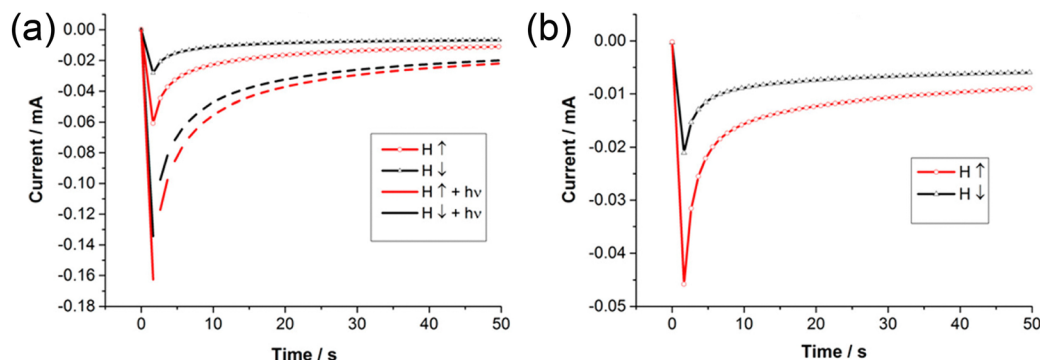 (a)
0.00
-0.02
-0.04
-0.06
-0.08
-0.10
-0.12
-0.14
-0.16
-0.18
Current / mA
0 10 20 30 40 50
Time / s
H ↑
H ↓
H ↑ + hν
H ↓ + hν
(b)
0.00
-0.01
-0.02
-0.03
-0.04
-0.05
Current / mA
0 10 20 30 40 50
Time / s
H ↑
H ↓